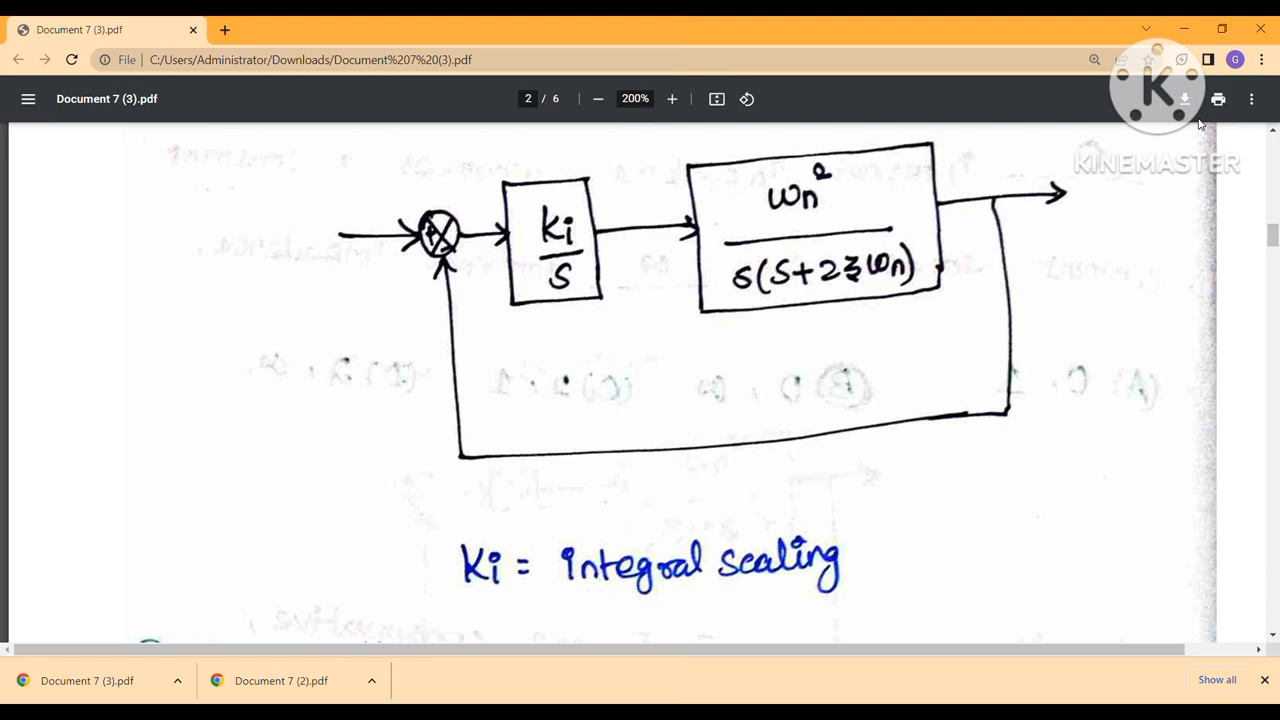 Document 7 (3).pdf
File
C:/Users/Administrator/Downloads/Document%207%20(3).pdf
G
Document 7 (3).pdf
2 / 6
200%
K
KINEMASTER
Ki
S
ωn²
S(S+2ξωn)
Ki = integral scaling
Document 7 (3).pdf
Document 7 (2).pdf
Show all